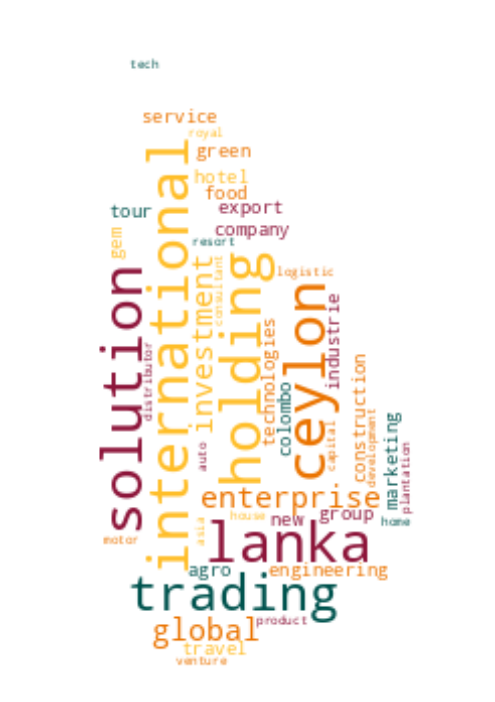 tech
service
royal
green
hotel
food
tour
export
gem
company
resort
international
investment
consultant
holding
logistic
solution
ceylon
industrie
technologies
distributor
construction
colombo
development
marketing
capital
auto
plantation
enterprise
house
new
group
home
asia
lanka
motor
agro
engineering
trading
global
product
travel
venture